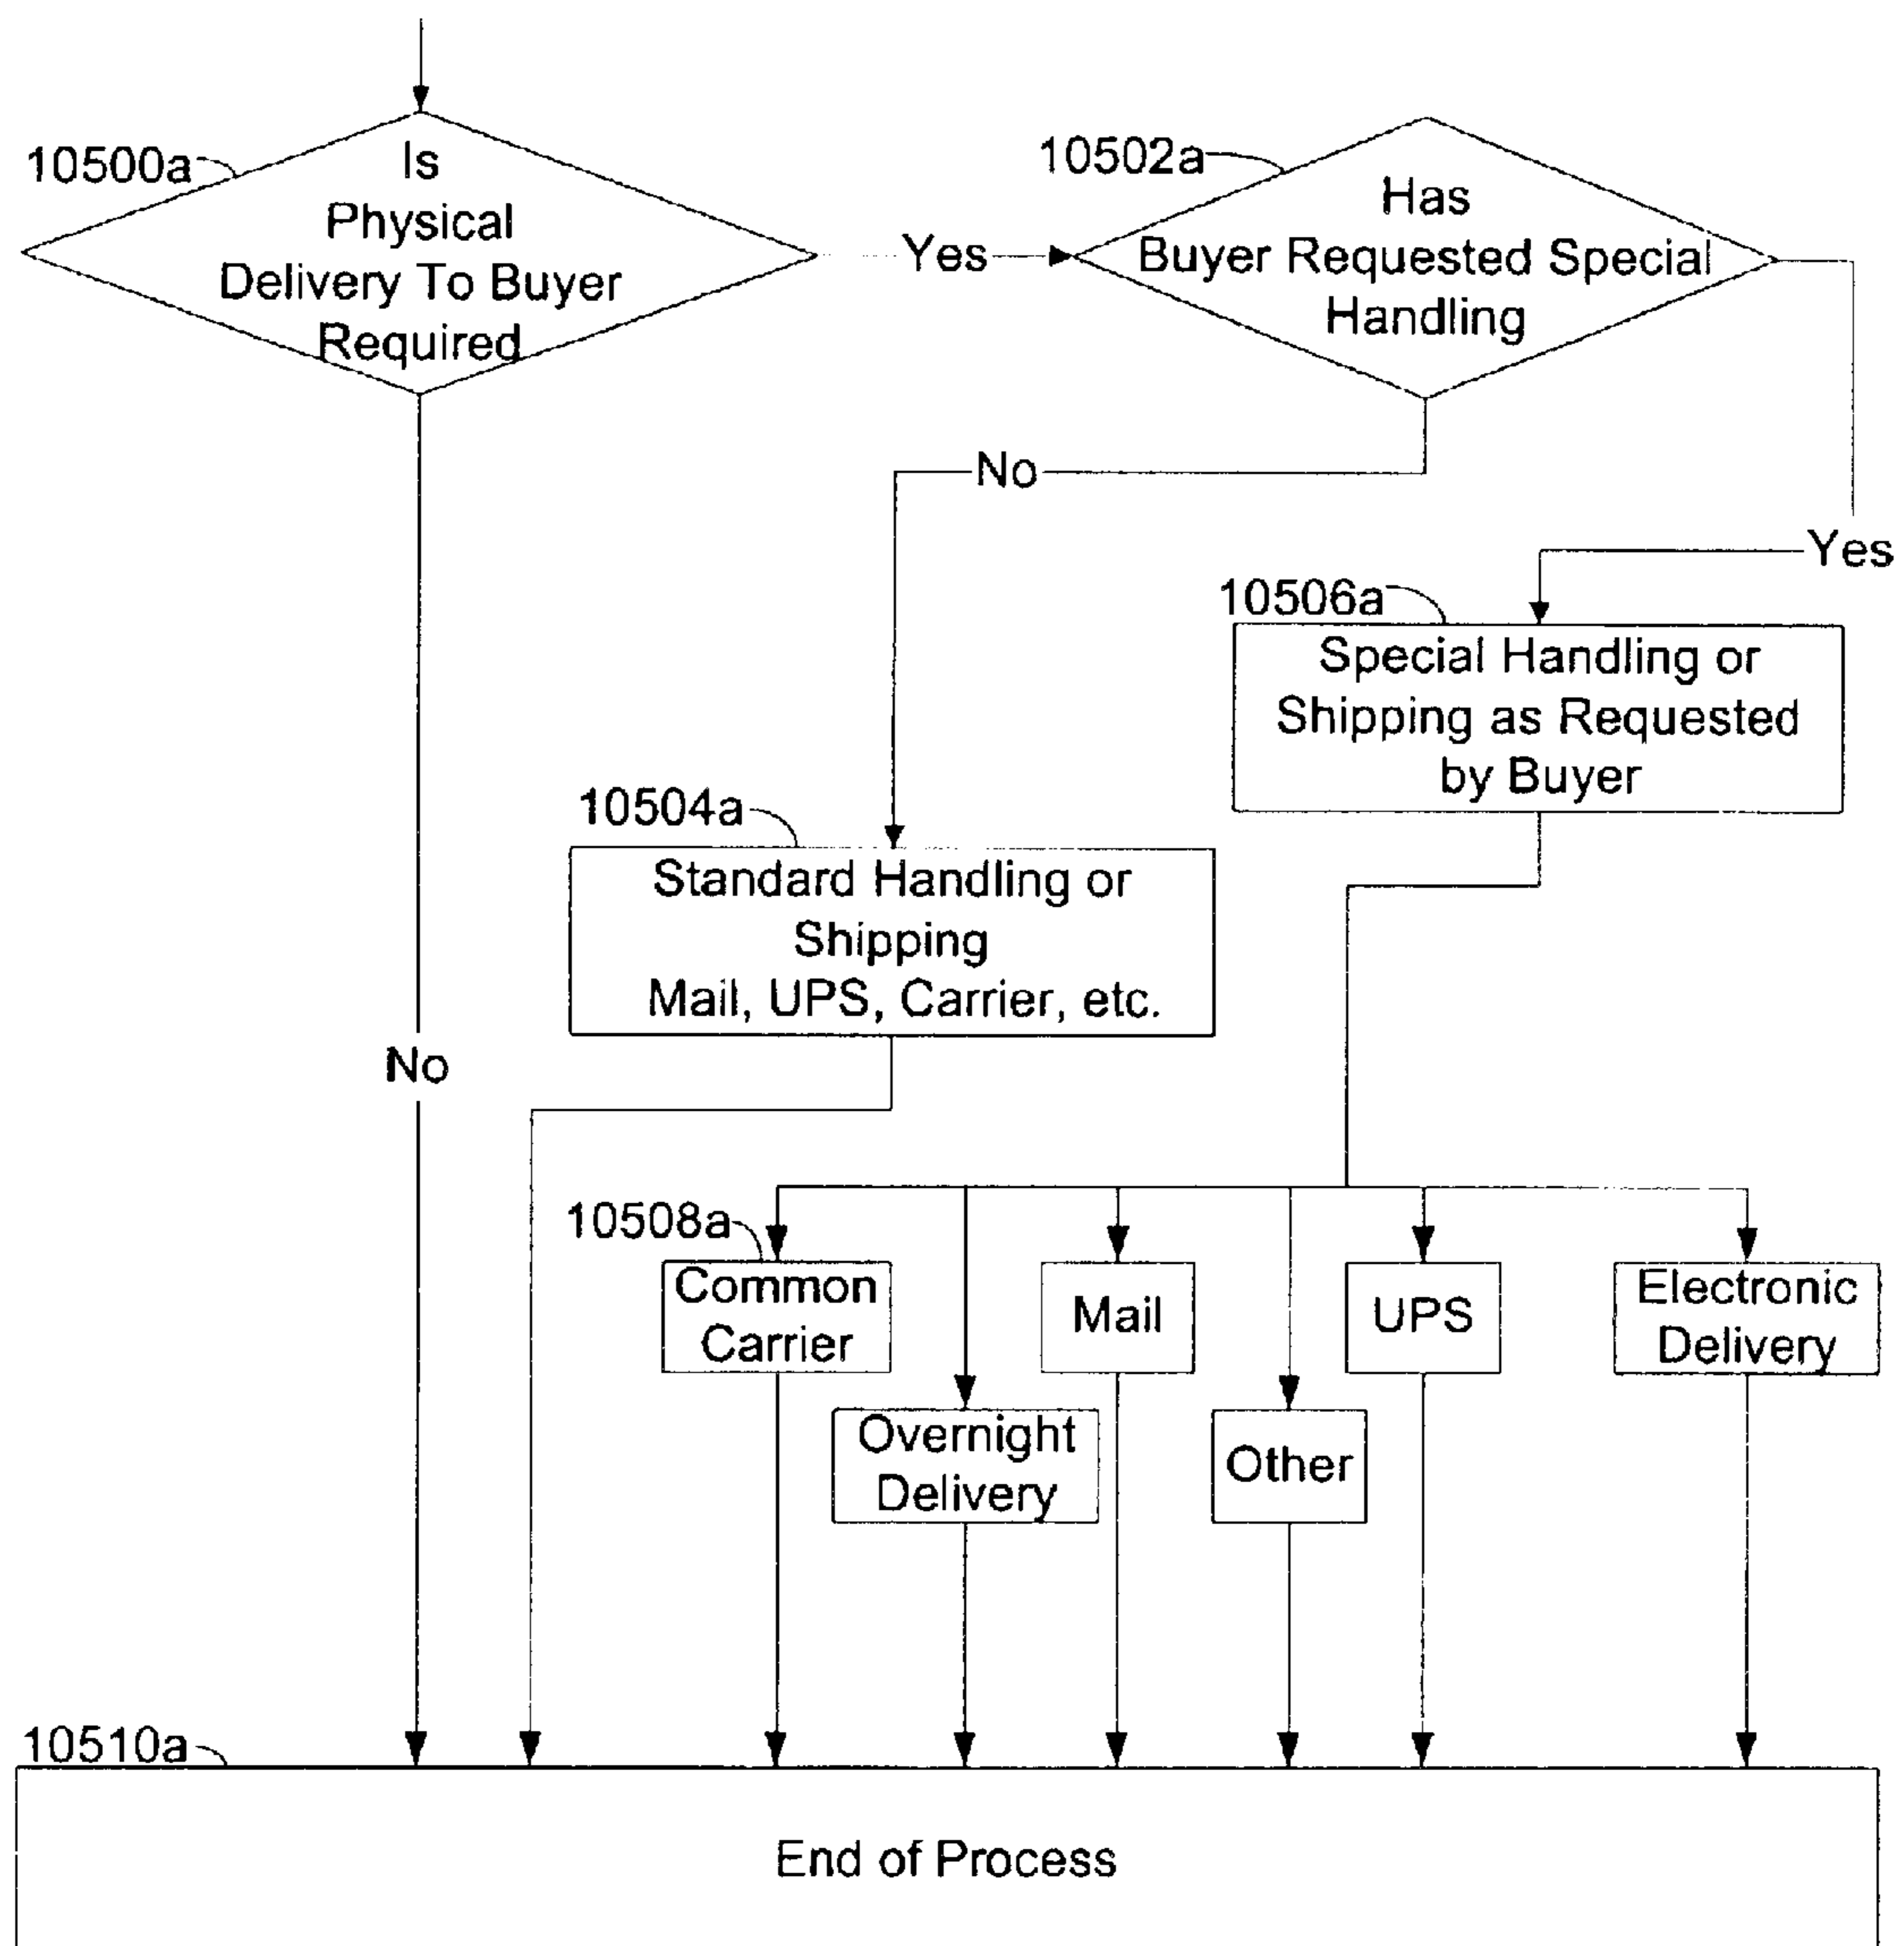 10500a
Is
Physical
Delivery To Buyer
Required
Yes
10502a
Has
Buyer Requested Special
Handling
No
Yes
10506a
Special Handling or
Shipping as Requested
by Buyer
10504a
Standard Handling or
Shipping
Mail, UPS, Carrier, etc.
No
10508a
Common
Carrier
Mail
UPS
Electronic
Delivery
Overnight
Delivery
Other
10510a
End of Process